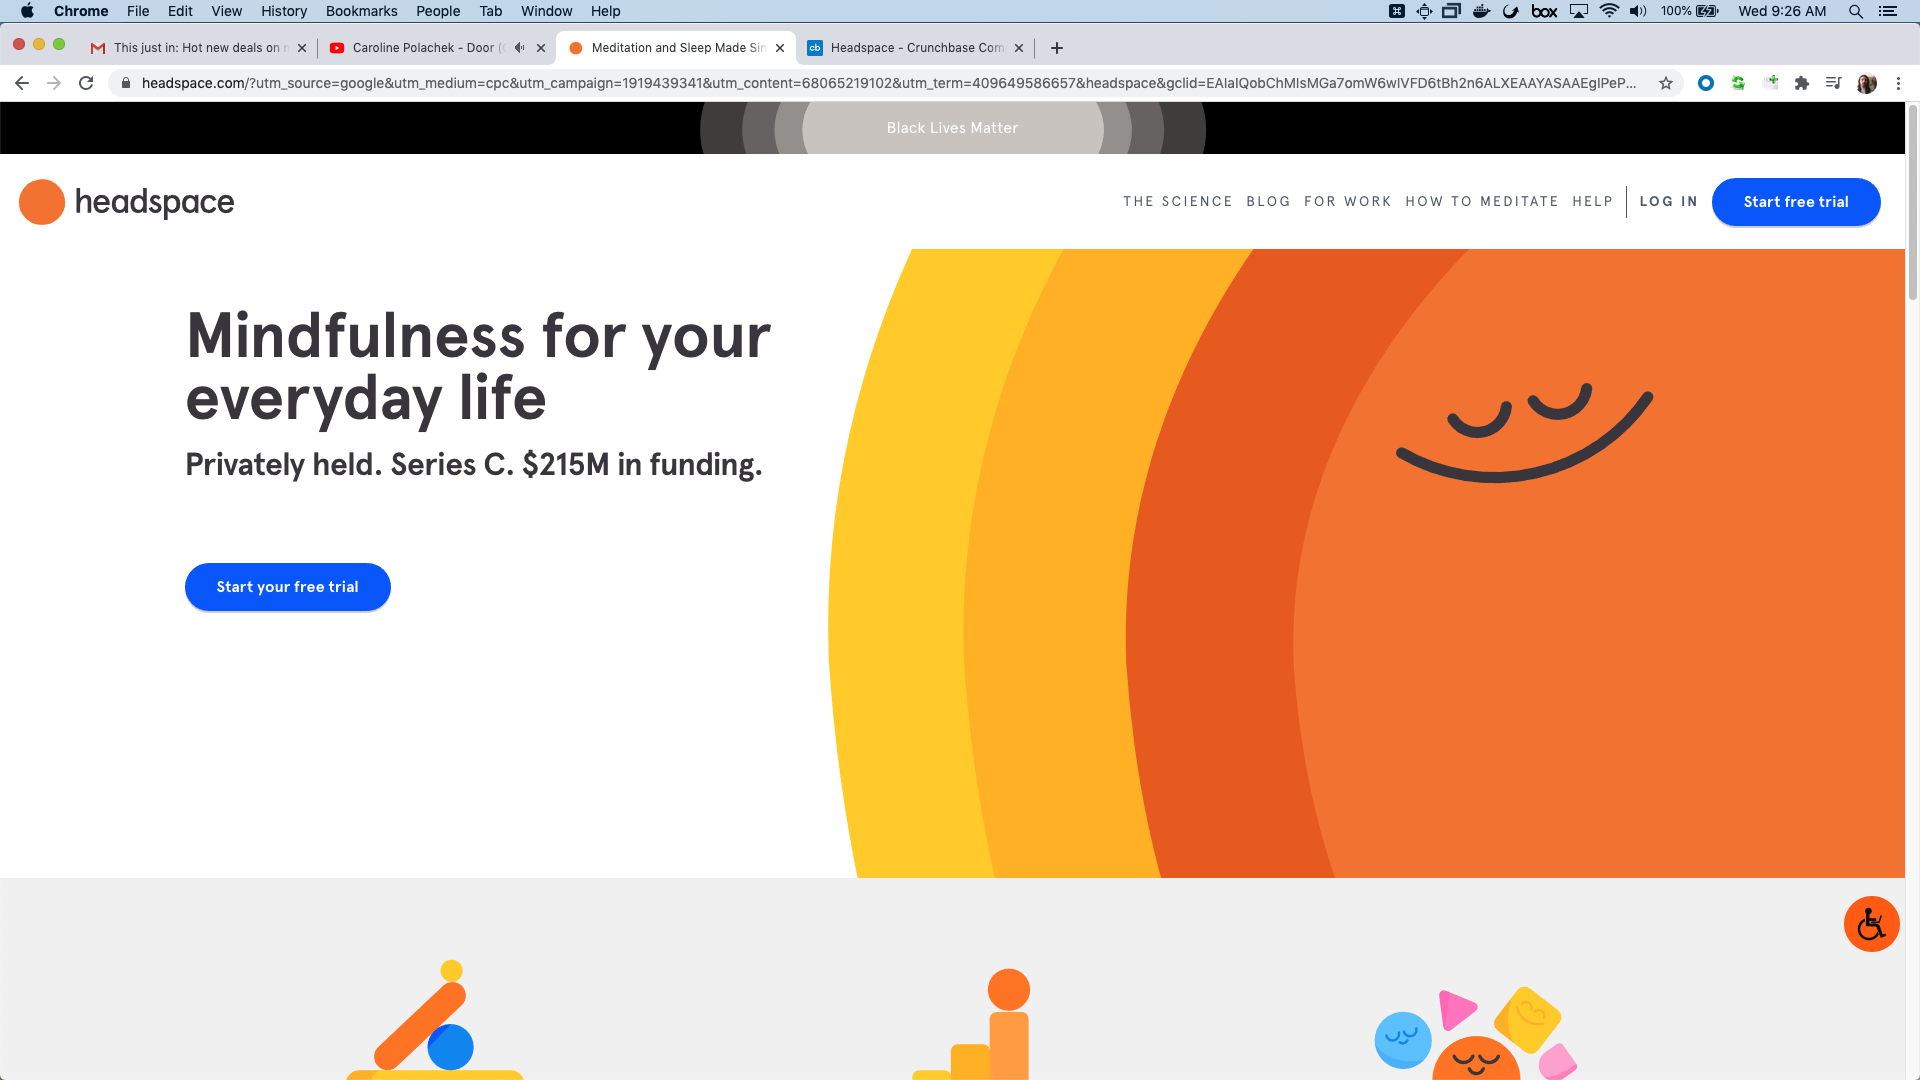 Chrome File Edit View History Bookmarks People Tab Window Help box 100% Wed 9:26 AM
This just in: Hot new deals on Caroline Polachek - Door Meditation and Sleep Made Headspace - Crunchbase
headspace.com/?utm_source=google&utm_medium=cpc&utm_campaign=1919439341&utm_content=68065219102&utm_term=409649586657&headspace&gclid=EAIaIQobChMIsMGa7omW6wIVFD6tBh2n6ALXEAAYASAAEgIPeP...
Black Lives Matter
headspace THE SCIENCE BLOG FOR WORK HOW TO MEDITATE HELP LOG IN Start free trial
Mindfulness for your
everyday life
Privately held. Series C. $215M in funding.
Start your free trial